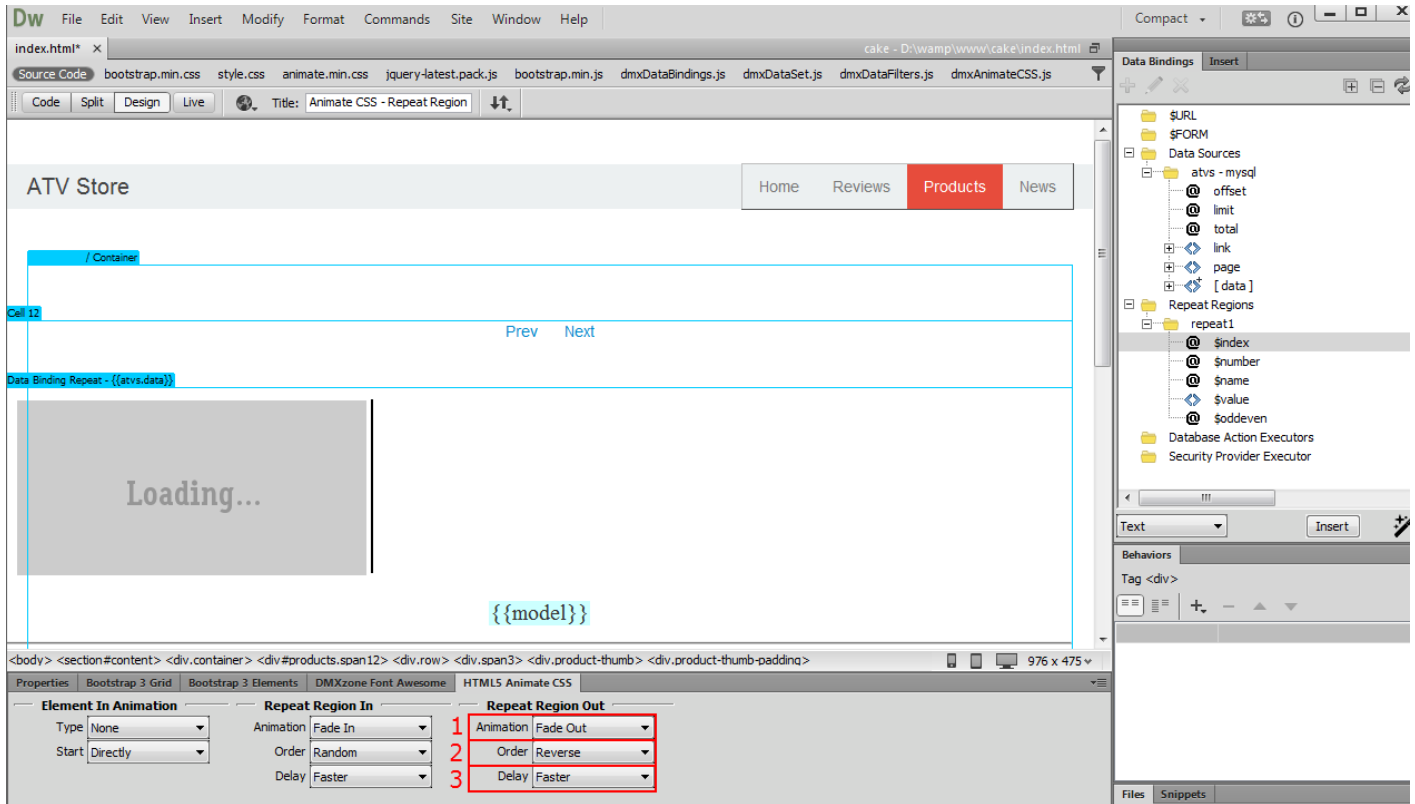 Dw File Edit View Insert Modify Format Commands Site Window Help Compact
index.html* × cake - D:\wamp\www\cake\index.html
Source Code bootstrap.min.css style.css animate.min.css jquery-latest.pack.js bootstrap.min.js dmxDataBindings.js dmxDataSet.js dmxDataFilters.js dmxAnimateCSS.js
Code Split Design Live Title: Animate CSS - Repeat Region
ATV Store Home Reviews Products News
/ Container
Cell 12
Prev Next
Data Binding Repeat - {{atvs.data}}
Loading...
{{model}}
<body> <section#content> <div.container> <div#products.span12> <div.row> <div.span3> <div.product-thumb> <div.product-thumb-padding> 976 x 475
Properties Bootstrap 3 Grid Bootstrap 3 Elements DMXzone Font Awesome HTML5 Animate CSS
Element In Animation Repeat Region In Repeat Region Out
Type None Animation Fade In 1 Animation Fade Out
Start Directly Order Random 2 Order Reverse
Delay Faster 3 Delay Faster
Data Bindings Insert
$URL
$FORM
Data Sources
atvs - mysql
offset
limit
total
link
page
[ data ]
Repeat Regions
repeat1
$index
$number
$name
$value
$oddeven
Database Action Executors
Security Provider Executor
Text Insert
Behaviors
Tag <div>
Files Snippets